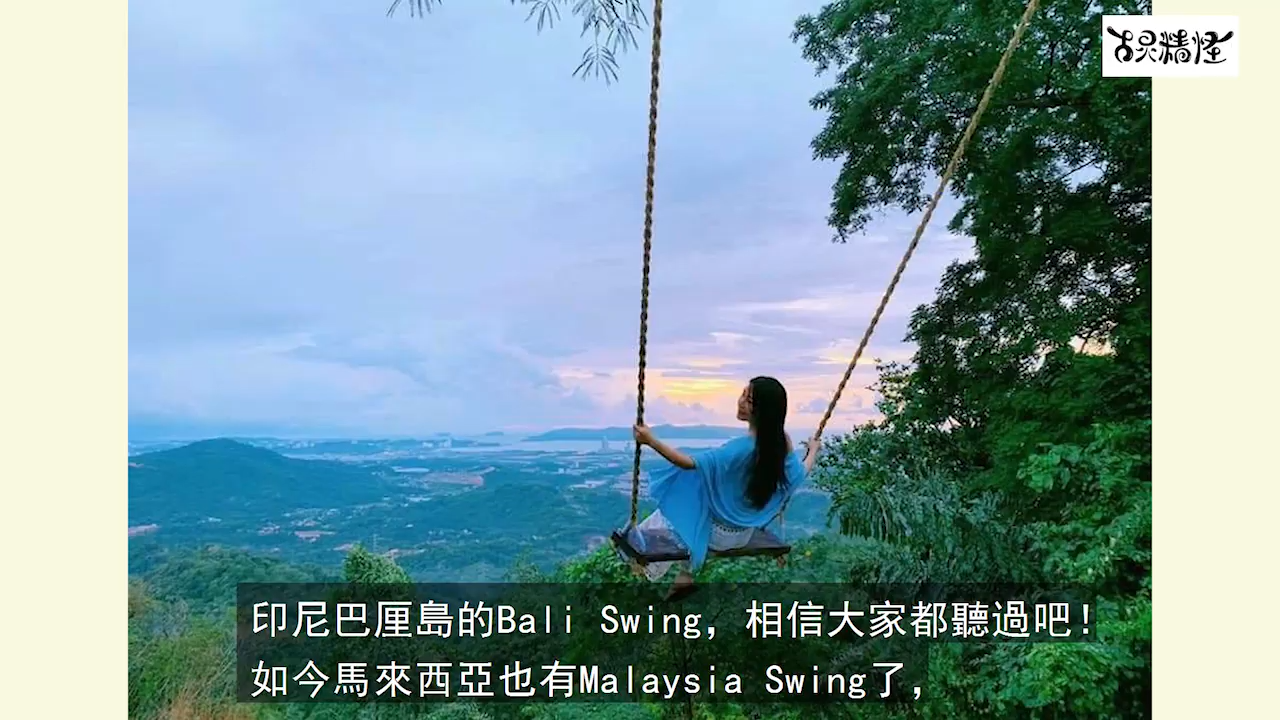 古灵精怪
印尼巴厘島的Bali Swing，相信大家都聽過吧！
如今馬來西亞也有Malaysia Swing了，